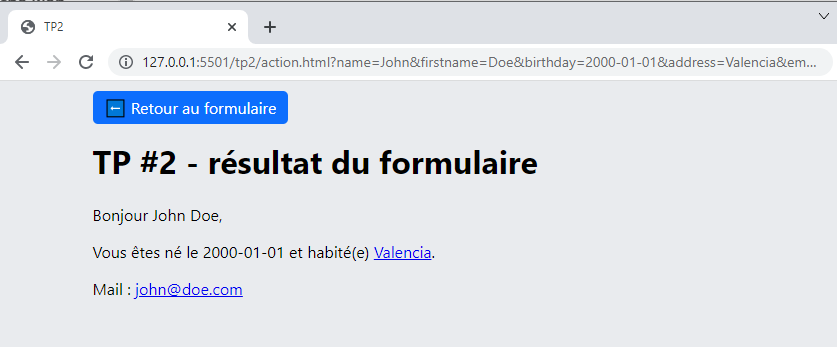 TP2
127.0.0.1:5501/tp2/action.html?name=John&firstname=Doe&birthday=2000-01-01&address=Valencia&em...
Retour au formulaire
TP #2 - résultat du formulaire
Bonjour John Doe,
Vous êtes né le 2000-01-01 et habité(e) Valencia.
Mail : john@doe.com